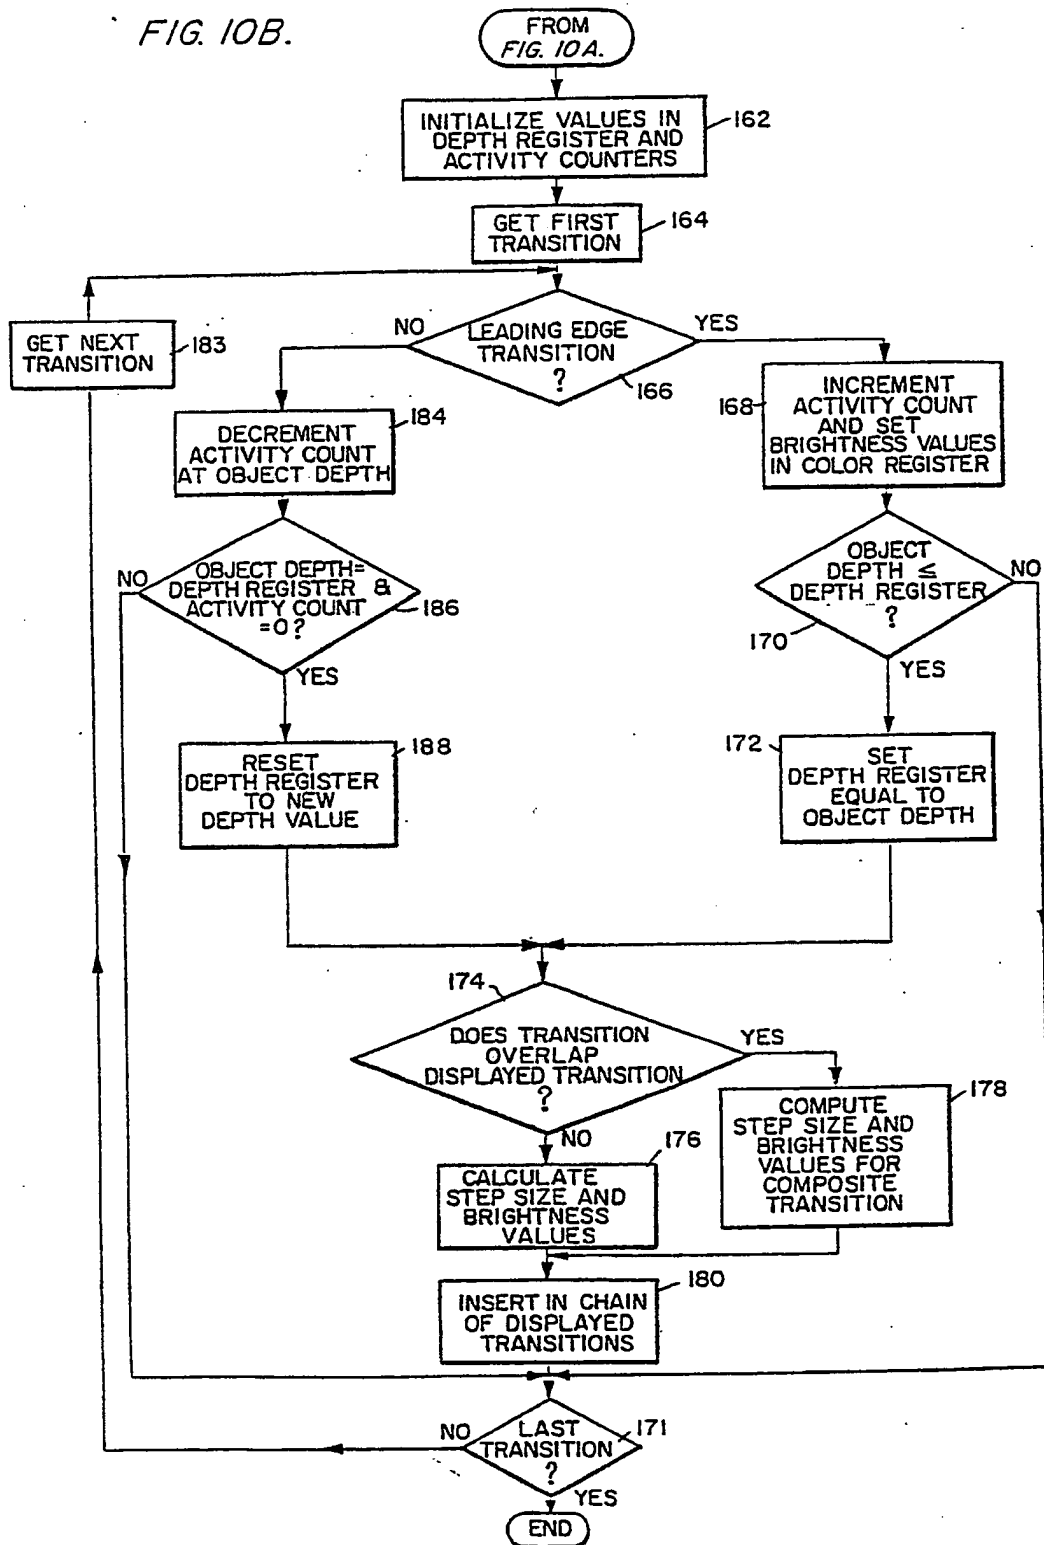 FIG. 10B.
FROM
FIG. 10A.
INITIALIZE VALUES IN
DEPTH REGISTER AND
ACTIVITY COUNTERS
162
GET FIRST
TRANSITION
164
GET NEXT
TRANSITION
183
NO
LEADING EDGE
TRANSITION
?
YES
166
184
DECREMENT
ACTIVITY COUNT
AT OBJECT DEPTH
168
INCREMENT
ACTIVITY COUNT
AND SET
BRIGHTNESS VALUES
IN COLOR REGISTER
NO
OBJECT DEPTH=
DEPTH REGISTER &
ACTIVITY COUNT
=0?
186
YES
OBJECT
DEPTH ≤
DEPTH REGISTER
?
NO
170
YES
188
RESET
DEPTH REGISTER
TO NEW
DEPTH VALUE
172
SET
DEPTH REGISTER
EQUAL TO
OBJECT DEPTH
174
DOES TRANSITION
OVERLAP
DISPLAYED TRANSITION
?
YES
NO
176
CALCULATE
STEP SIZE AND
BRIGHTNESS
VALUES
178
COMPUTE
STEP SIZE AND
BRIGHTNESS
VALUES FOR
COMPOSITE
TRANSITION
180
INSERT IN CHAIN
OF DISPLAYED
TRANSITIONS
NO
LAST
TRANSITION
?
171
YES
END